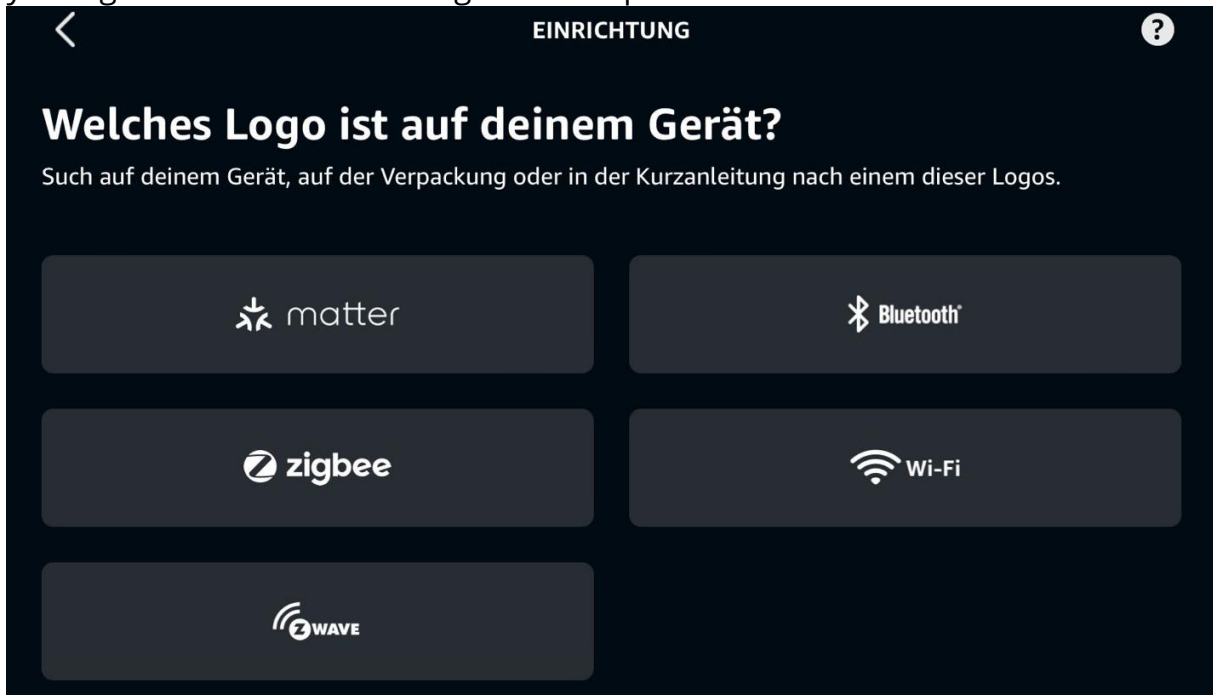 EINRICHTUNG
?
Welches Logo ist auf deinem Gerät?
Such auf deinem Gerät, auf der Verpackung oder in der Kurzanleitung nach einem dieser Logos.
matter
Bluetooth®
zigbee
Wi-Fi
Z WAVE